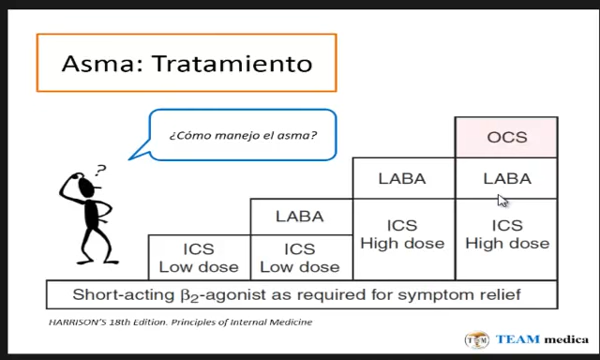 Asma: Tratamiento
¿Cómo manejo el asma?
?
OCS
LABA
LABA
LABA
ICS
High dose
ICS
High dose
ICS
Low dose
ICS
Low dose
Short-acting β2-agonist as required for symptom relief
HARRISON'S 18th Edition. Principles of Internal Medicine
TEAM medica